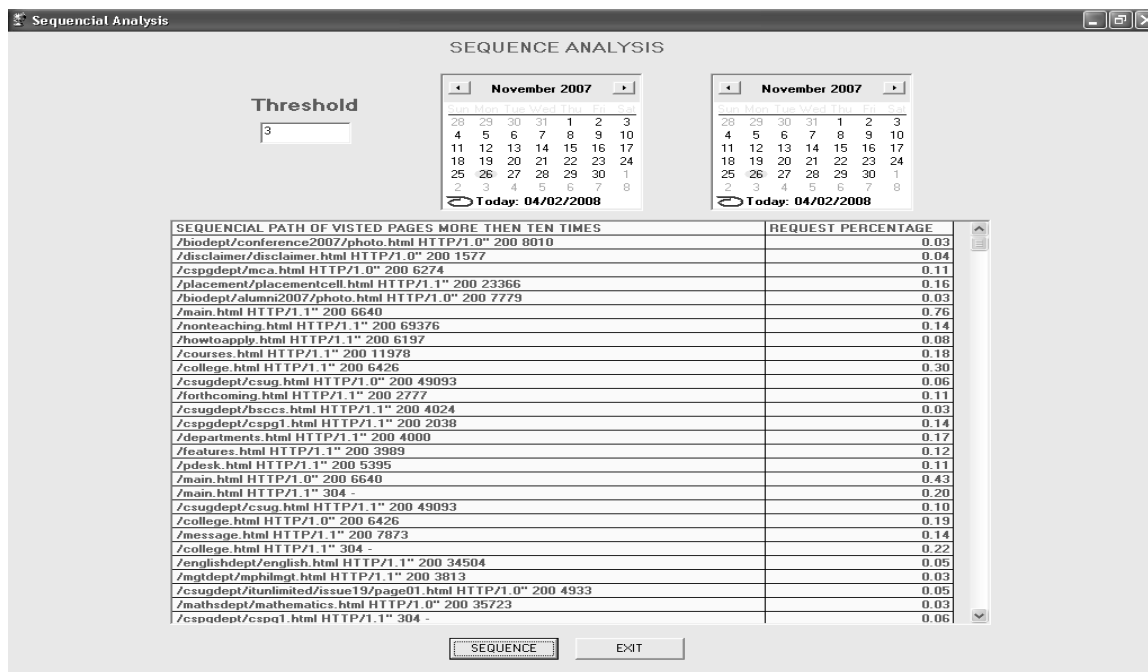 Sequencial Analysis
SEQUENCE ANALYSIS
Threshold
3
November 2007
Sun Mon Tue Wed Thu Fri Sat
28 29 30 31 1 2 3
4 5 6 7 8 9 10
11 12 13 14 15 16 17
18 19 20 21 22 23 24
25 26 27 28 29 30 1
2 3 4 5 6 7 8
Today: 04/02/2008
November 2007
Sun Mon Tue Wed Thu Fri Sat
28 29 30 31 1 2 3
4 5 6 7 8 9 10
11 12 13 14 15 16 17
18 19 20 21 22 23 24
25 26 27 28 29 30 1
2 3 4 5 6 7 8
Today: 04/02/2008
SEQUENCIAL PATH OF VISTED PAGES MORE THEN TEN TIMES REQUEST PERCENTAGE
/biodept/conference2007/photo.html HTTP/1.0" 200 8010 0.03
/disclaimer/disclaimer.html HTTP/1.0" 200 1577 0.04
/cspgdept/mca.html HTTP/1.0" 200 6274 0.11
/placement/placementcell.html HTTP/1.1" 200 23366 0.16
/biodept/alumni2007/photo.html HTTP/1.0" 200 7779 0.03
/main.html HTTP/1.1" 200 6640 0.76
/nonteaching.html HTTP/1.1" 200 69376 0.14
/howtoapply.html HTTP/1.1" 200 6197 0.08
/courses.html HTTP/1.1" 200 11978 0.18
/college.html HTTP/1.1" 200 6426 0.30
/csugdept/csug.html HTTP/1.0" 200 49093 0.06
/forthcoming.html HTTP/1.1" 200 2777 0.11
/csugdept/bsccs.html HTTP/1.1" 200 4024 0.03
/cspgdept/cspg1.html HTTP/1.1" 200 2038 0.14
/departments.html HTTP/1.1" 200 4000 0.17
/features.html HTTP/1.1" 200 3989 0.12
/pdesk.html HTTP/1.1" 200 5395 0.11
/main.html HTTP/1.0" 200 6640 0.43
/main.html HTTP/1.1" 304 - 0.20
/csugdept/csug.html HTTP/1.1" 200 49093 0.10
/college.html HTTP/1.0" 200 6426 0.19
/message.html HTTP/1.1" 200 7873 0.14
/college.html HTTP/1.1" 304 - 0.22
/englishdept/english.html HTTP/1.1" 200 34504 0.05
/mgtdept/mphilmgt.html HTTP/1.1" 200 3813 0.03
/csugdept/itunlimited/issue19/page01.html HTTP/1.0" 200 4933 0.05
/mathsdept/mathematics.html HTTP/1.0" 200 35723 0.03
/cspgdept/cspg1.html HTTP/1.1" 304 - 0.06
SEQUENCE EXIT